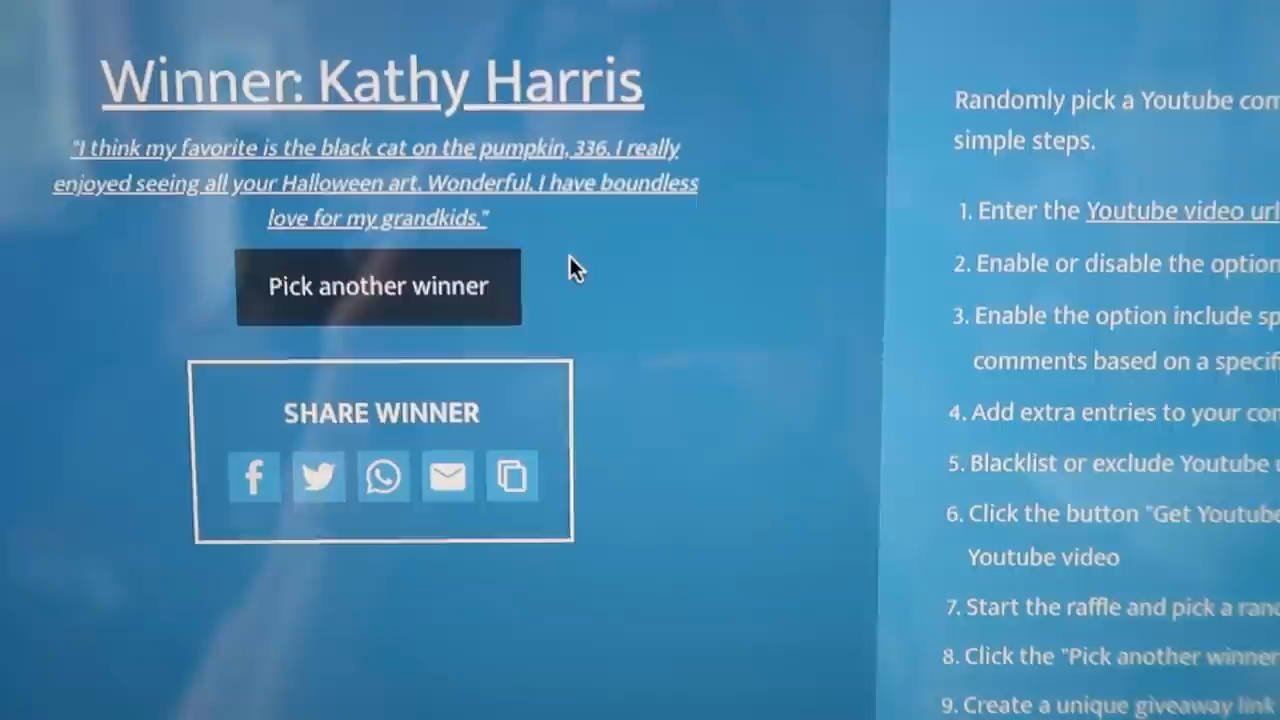 Winner: Kathy Harris
"I think my favorite is the black cat on the pumpkin, 336. I really
enjoyed seeing all your Halloween art. Wonderful. I have boundless
love for my grandkids."
Pick another winner
SHARE WINNER
Randomly pick a Youtube com
simple steps.
1. Enter the Youtube video url
2. Enable or disable the option
3. Enable the option include sp
comments based on a specif
4. Add extra entries to your con
5. Blacklist or exclude Youtube
6. Click the button "Get Youtube
Youtube video
7. Start the raffle and pick a rand
8. Click the "Pick another winner
9. Create a unique giveaway link